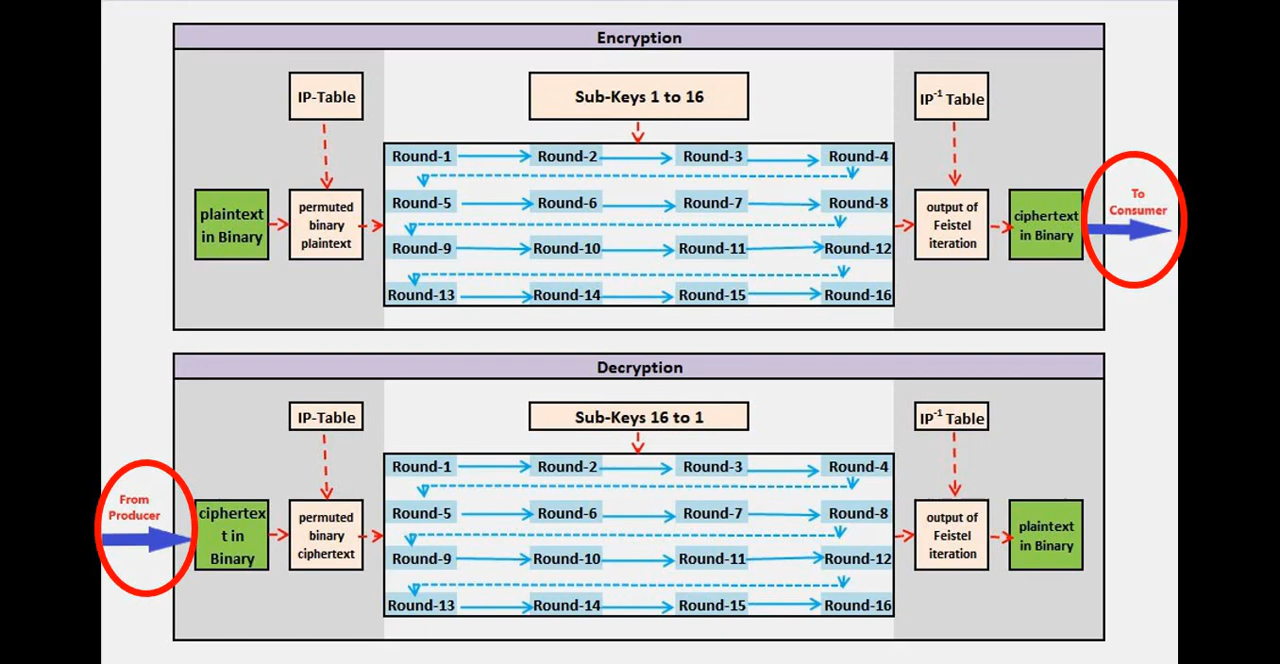 Encryption
IP-Table
Sub-Keys 1 to 16
IP-1 Table
Round-1
Round-2
Round-3
Round-4
Round-5
Round-6
Round-7
Round-8
Round-9
Round-10
Round-11
Round-12
Round-13
Round-14
Round-15
Round-16
plaintext
in Binary
permuted
binary
plaintext
output of
Feistel
iteration
ciphertext
in Binary
To
Consumer
Decryption
IP-Table
Sub-Keys 16 to 1
IP-1 Table
From
Producer
ciphertex
t in
Binary
permuted
binary
ciphertext
Round-1
Round-2
Round-3
Round-4
Round-5
Round-6
Round-7
Round-8
Round-9
Round-10
Round-11
Round-12
Round-13
Round-14
Round-15
Round-16
output of
Feistel
iteration
plaintext
in Binary